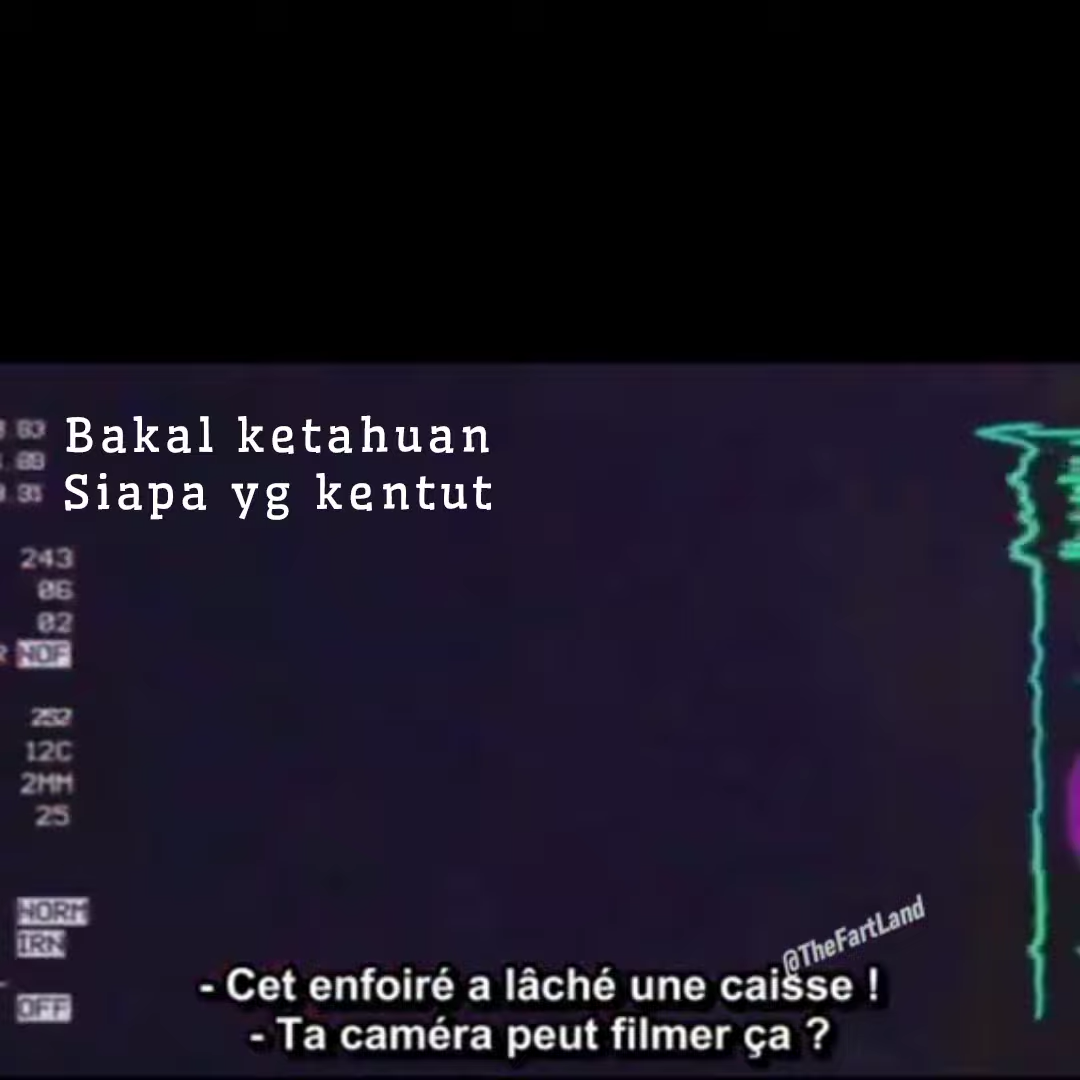 Bakal ketahuan
Siapa yg kentut
243
06
02
NOF
252
12C
2MM
25
NORM
IRN
OFF
@TheFartLand
- Cet enfoiré a lâché une caisse !
- Ta caméra peut filmer ça ?